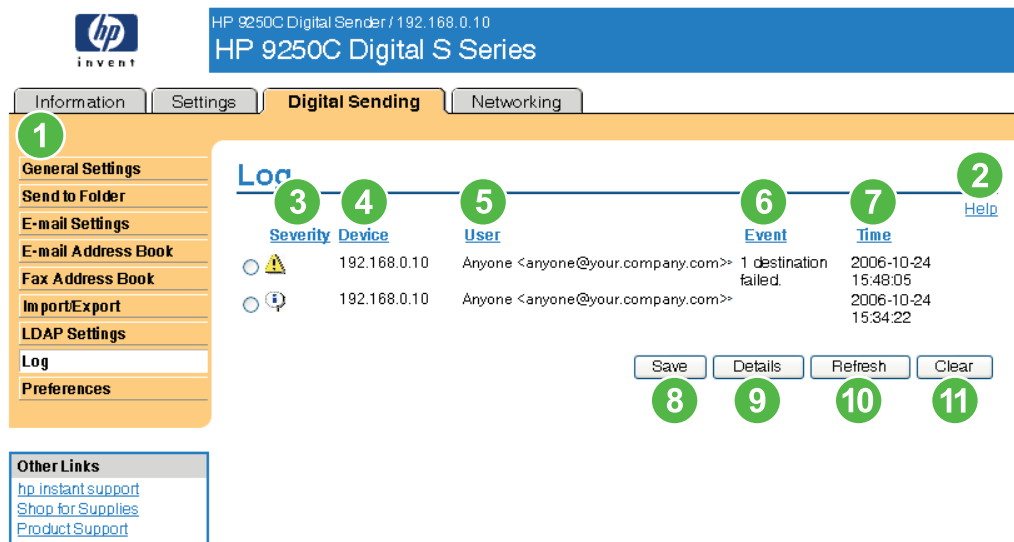 hp
invent
HP 9250C Digital Sender / 192.168.0.10
HP 9250C Digital S Series
Information Settings Digital Sending Networking
1
General Settings
Send to Folder
E-mail Settings
E-mail Address Book
Fax Address Book
Import/Export
LDAP Settings
Log
Preferences
Other Links
hp instant support
Shop for Supplies
Product Support
Log
2
Help
3 4 5 6 7
Severity Device User Event Time
192.168.0.10 Anyone <anyone@your.company.com>> 1 destination 2006-10-24
failed. 15:48:05
192.168.0.10 Anyone <anyone@your.company.com>> 2006-10-24
15:34:22
Save Details Refresh Clear
8 9 10 11